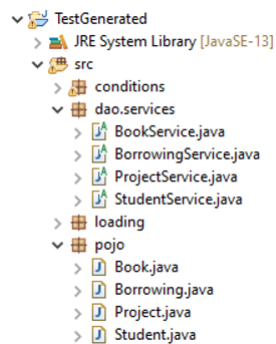 TestGenerated
JRE System Library [JavaSE-13]
src
conditions
dao.services
BookService.java
BorrowingService.java
ProjectService.java
StudentService.java
loading
pojo
Book.java
Borrowing.java
Project.java
Student.java